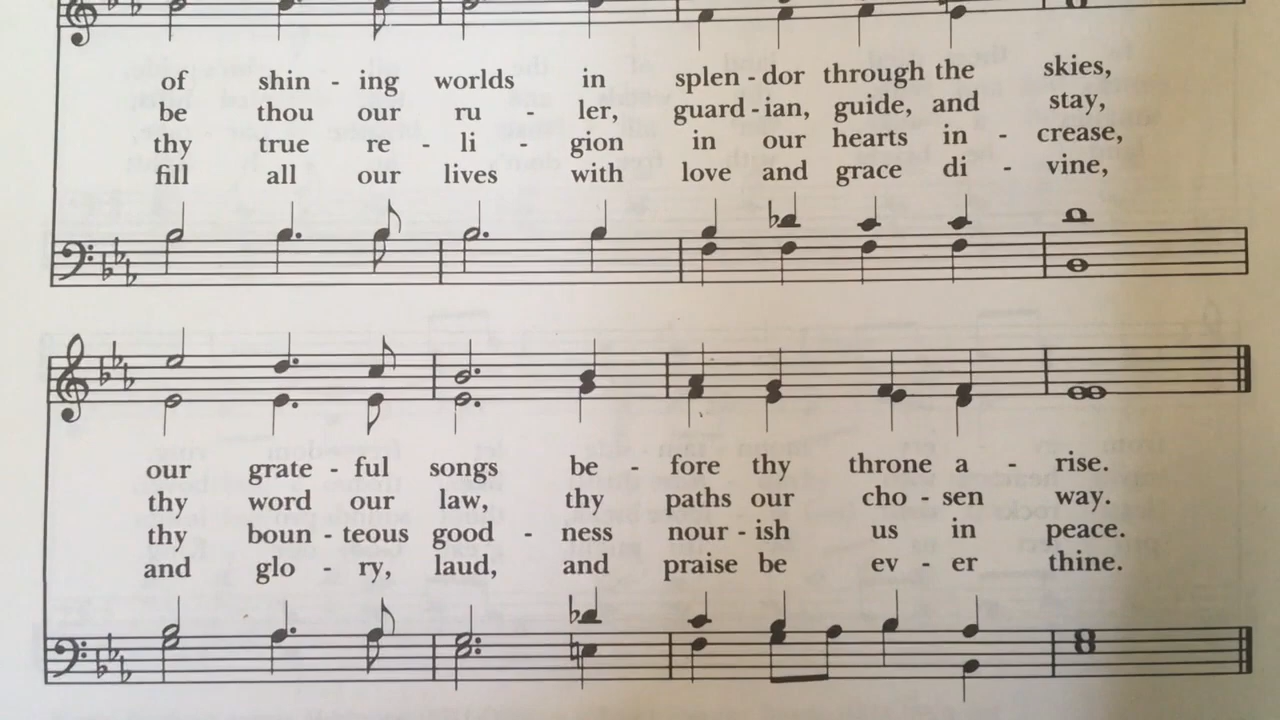 of shin - ing worlds in splen - dor through the skies,
be thou our ru - ler, guard - ian, guide, and stay,
thy true re - li - gion in our hearts in - crease,
fill all our lives with love and grace di - vine,
our grate - ful songs be - fore thy throne a - rise.
thy word our law, thy paths our cho - sen way.
thy boun - teous good - ness nour - ish us in peace.
and glo - ry, laud, and praise be ev - er thine.